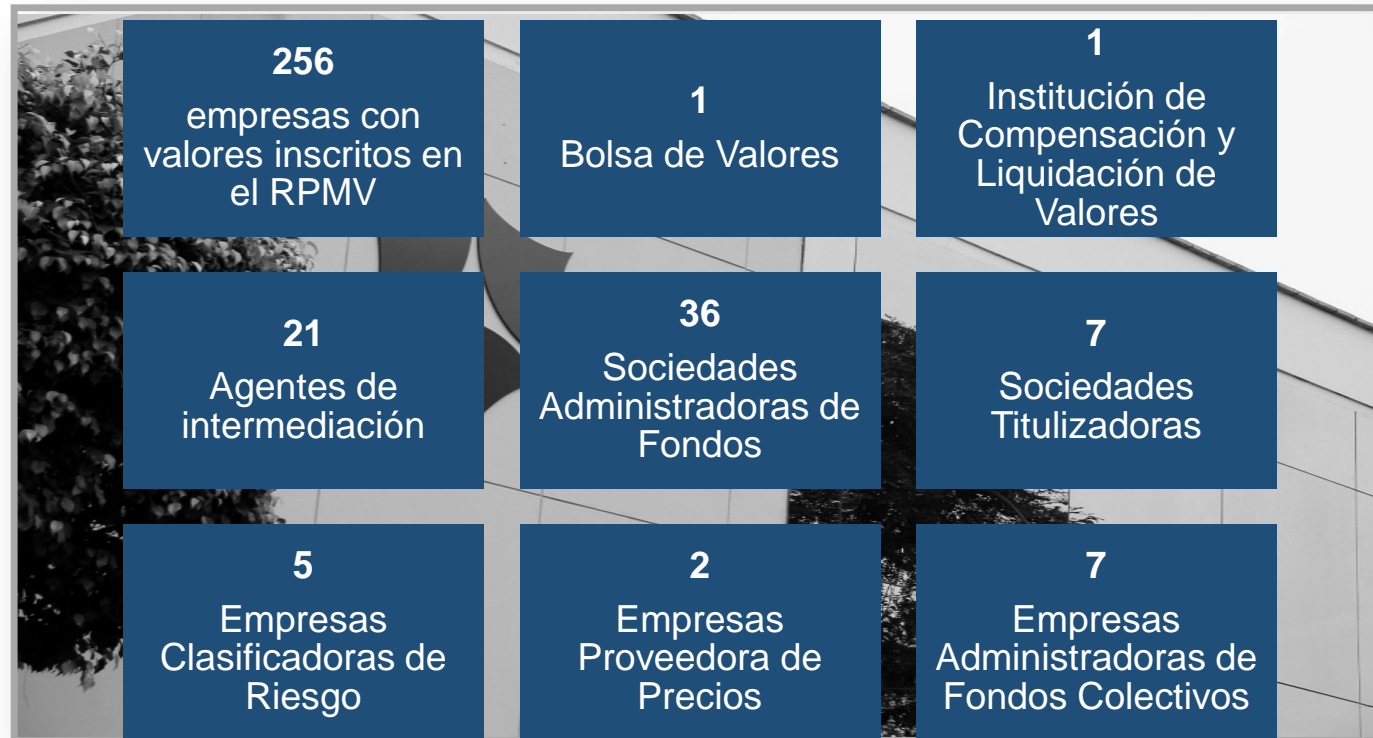 256
empresas con
valores inscritos en
el RPMV
1
Bolsa de Valores
1
Institución de
Compensación y
Liquidación de
Valores
21
Agentes de
intermediación
36
Sociedades
Administradoras de
Fondos
7
Sociedades
Titulizadoras
5
Empresas
Clasificadoras de
Riesgo
2
Empresas
Proveedora de
Precios
7
Empresas
Administradoras de
Fondos Colectivos